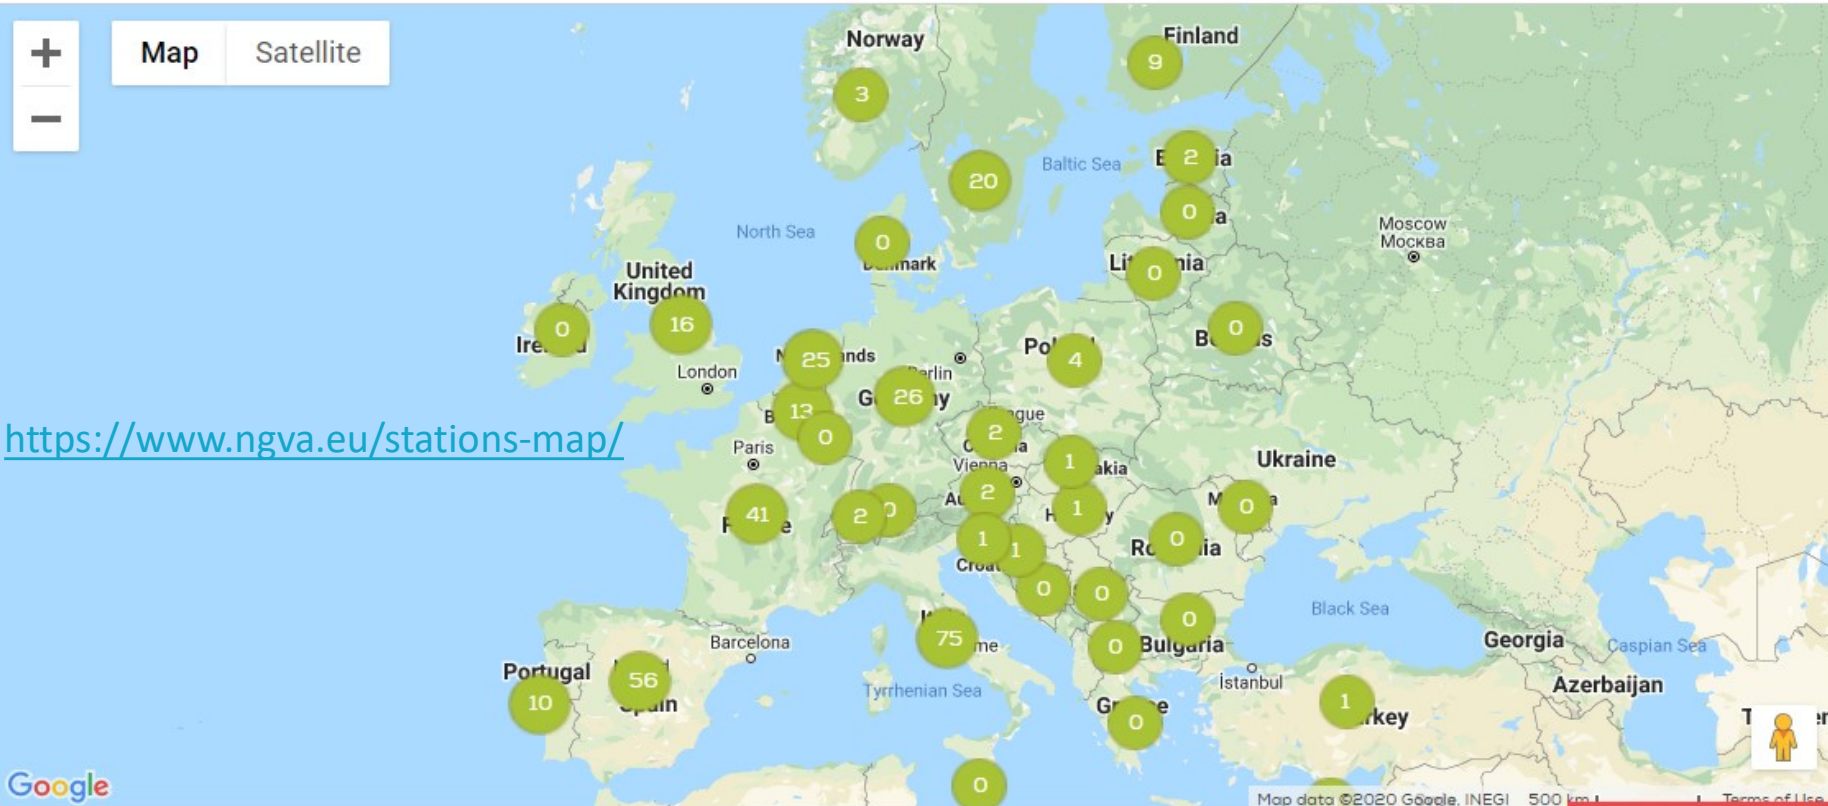 +
Map
Satellite
−
Norway
Finland
9
3
2
Baltic Sea
20
0
Moscow
Москва
North Sea
0
0
United
Kingdom
0
16
0
25
4
London
26
13
0
2
https://www.ngva.eu/stations-map/
Paris
Vienna
1
Ukraine
2
1
41
2
0
0
0
1
1
0
0
0
Black Sea
75
0
Bulgaria
Georgia
Caspian Sea
Barcelona
Portugal
56
10
Tyrrhenian Sea
İstanbul
Azerbaijan
1
0
0
Google
Map data ©2020 Google, INEGI
500 km
Terms of Use